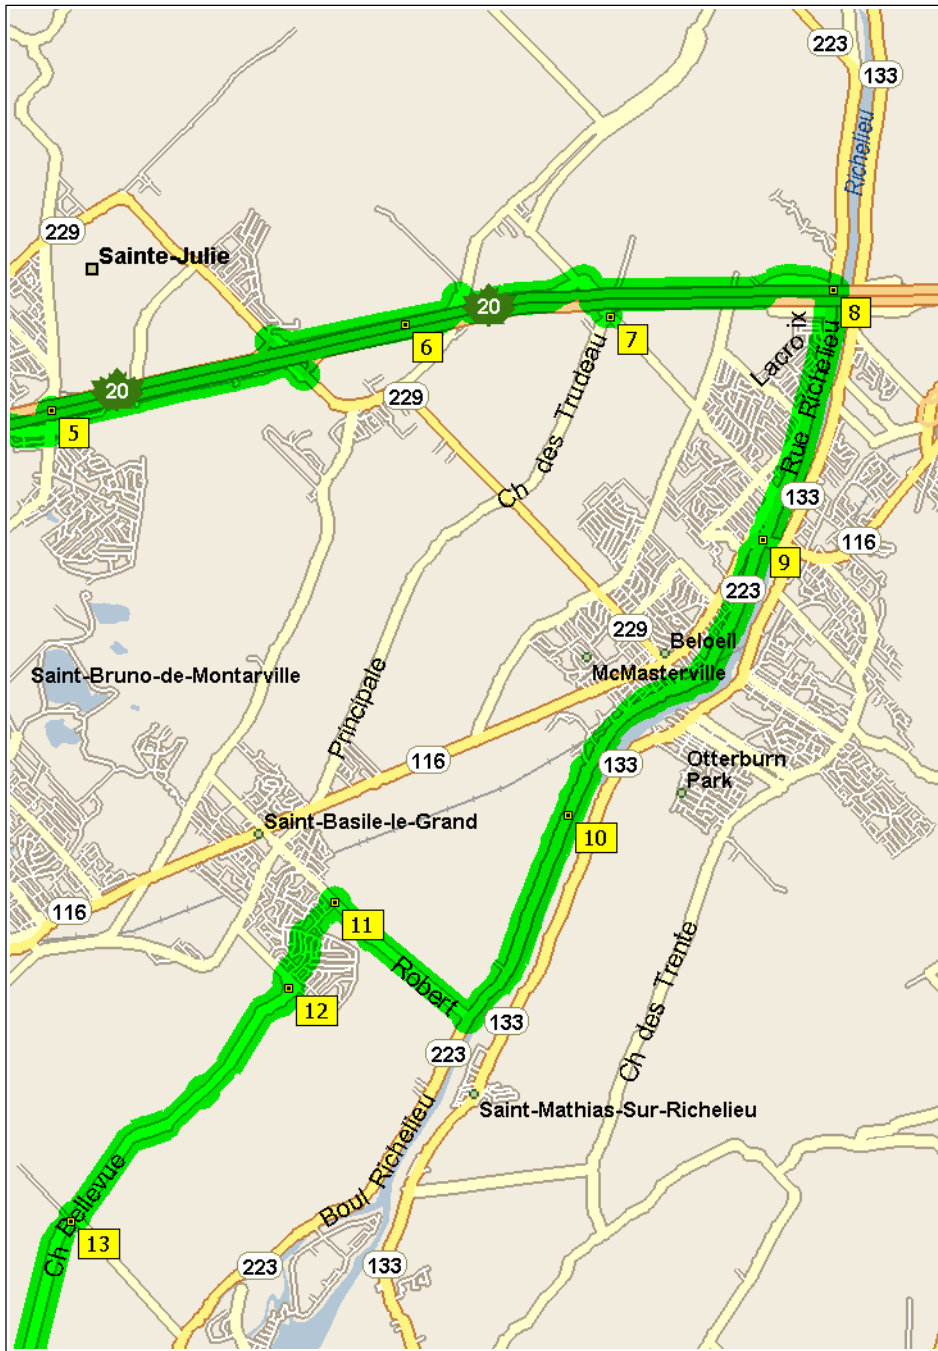 223
133
Richelieu
229
Sainte-Julie
20
8
6
7
Lacroix
20
229
5
Ch des Trudeau
Rue Richelieu
133
116
9
223
229
Beloeil
McMasterville
Saint-Bruno-de-Montarville
Principale
116
133
Otterburn
Park
Saint-Basile-le-Grand
10
116
11
Robert
Ch des Trente
12
133
223
Saint-Mathias-Sur-Richelieu
Boul Richelieu
Ch Bellevue
13
223
133